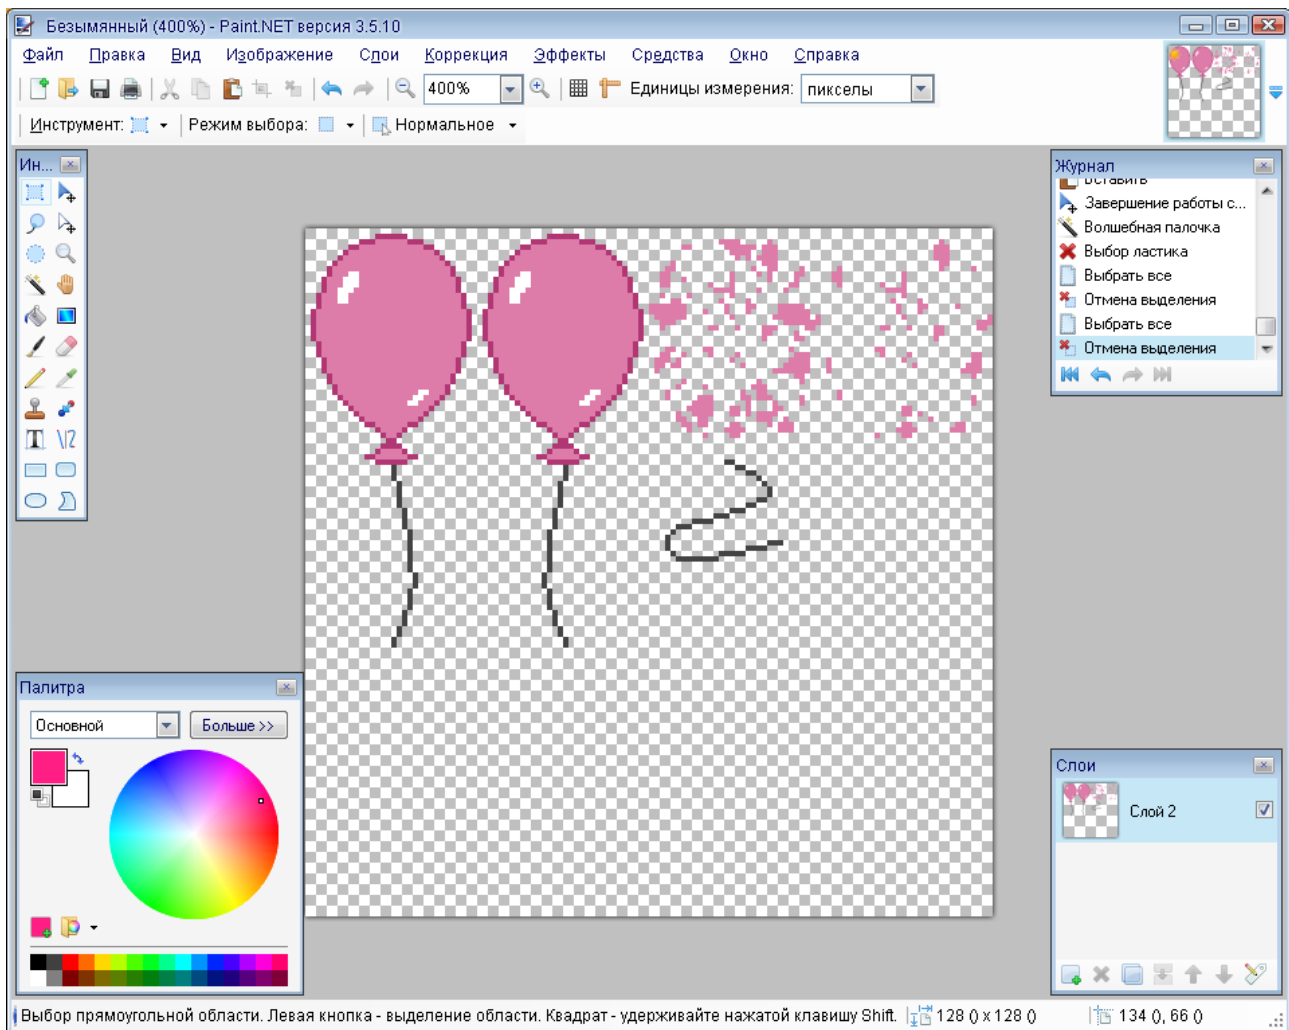 Безымянный (400%) - Paint.NET версия 3.5.10
Файл Правка Вид Изображение Слои Коррекция Эффекты Средства Окно Справка
400% Единицы измерения: пикселы
Инструмент: Режим выбора: Нормальное
Ин...
Журнал
Вставить
Завершение работы с...
Волшебная палочка
Выбор ластика
Выбрать все
Отмена выделения
Выбрать все
Отмена выделения
Палитра
Основной Больше >>
Слои
Слой 2
Выбор прямоугольной области. Левая кнопка - выделение области. Квадрат - удерживайте нажатой клавишу Shift. 128 () x 128 () 134 (), 66 ()